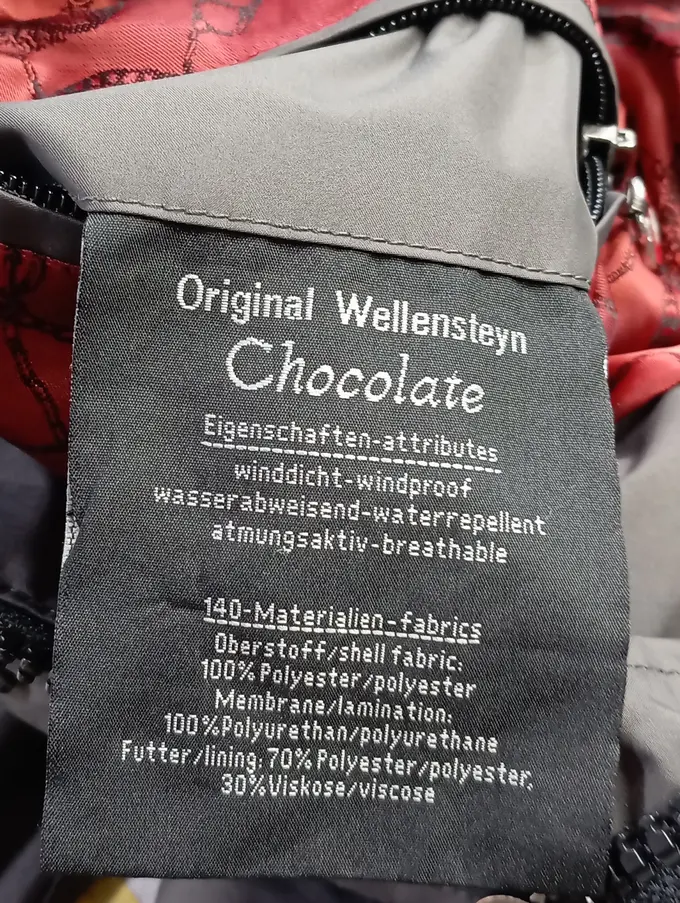 Original Wellensteyn
Chocolate
Eigenschaften-attributes
winddicht-windproof
wasserabweisend-waterrepellent
atmungsaktiv-breathable
140-Materialien-fabrics
Oberstoff/shell fabric:
100% Polyester/polyester
Membrane/lamination:
100%Polyurethan/polyurethane
Futter/lining: 70% Polyester/polyester,
30%Viskose/viscose